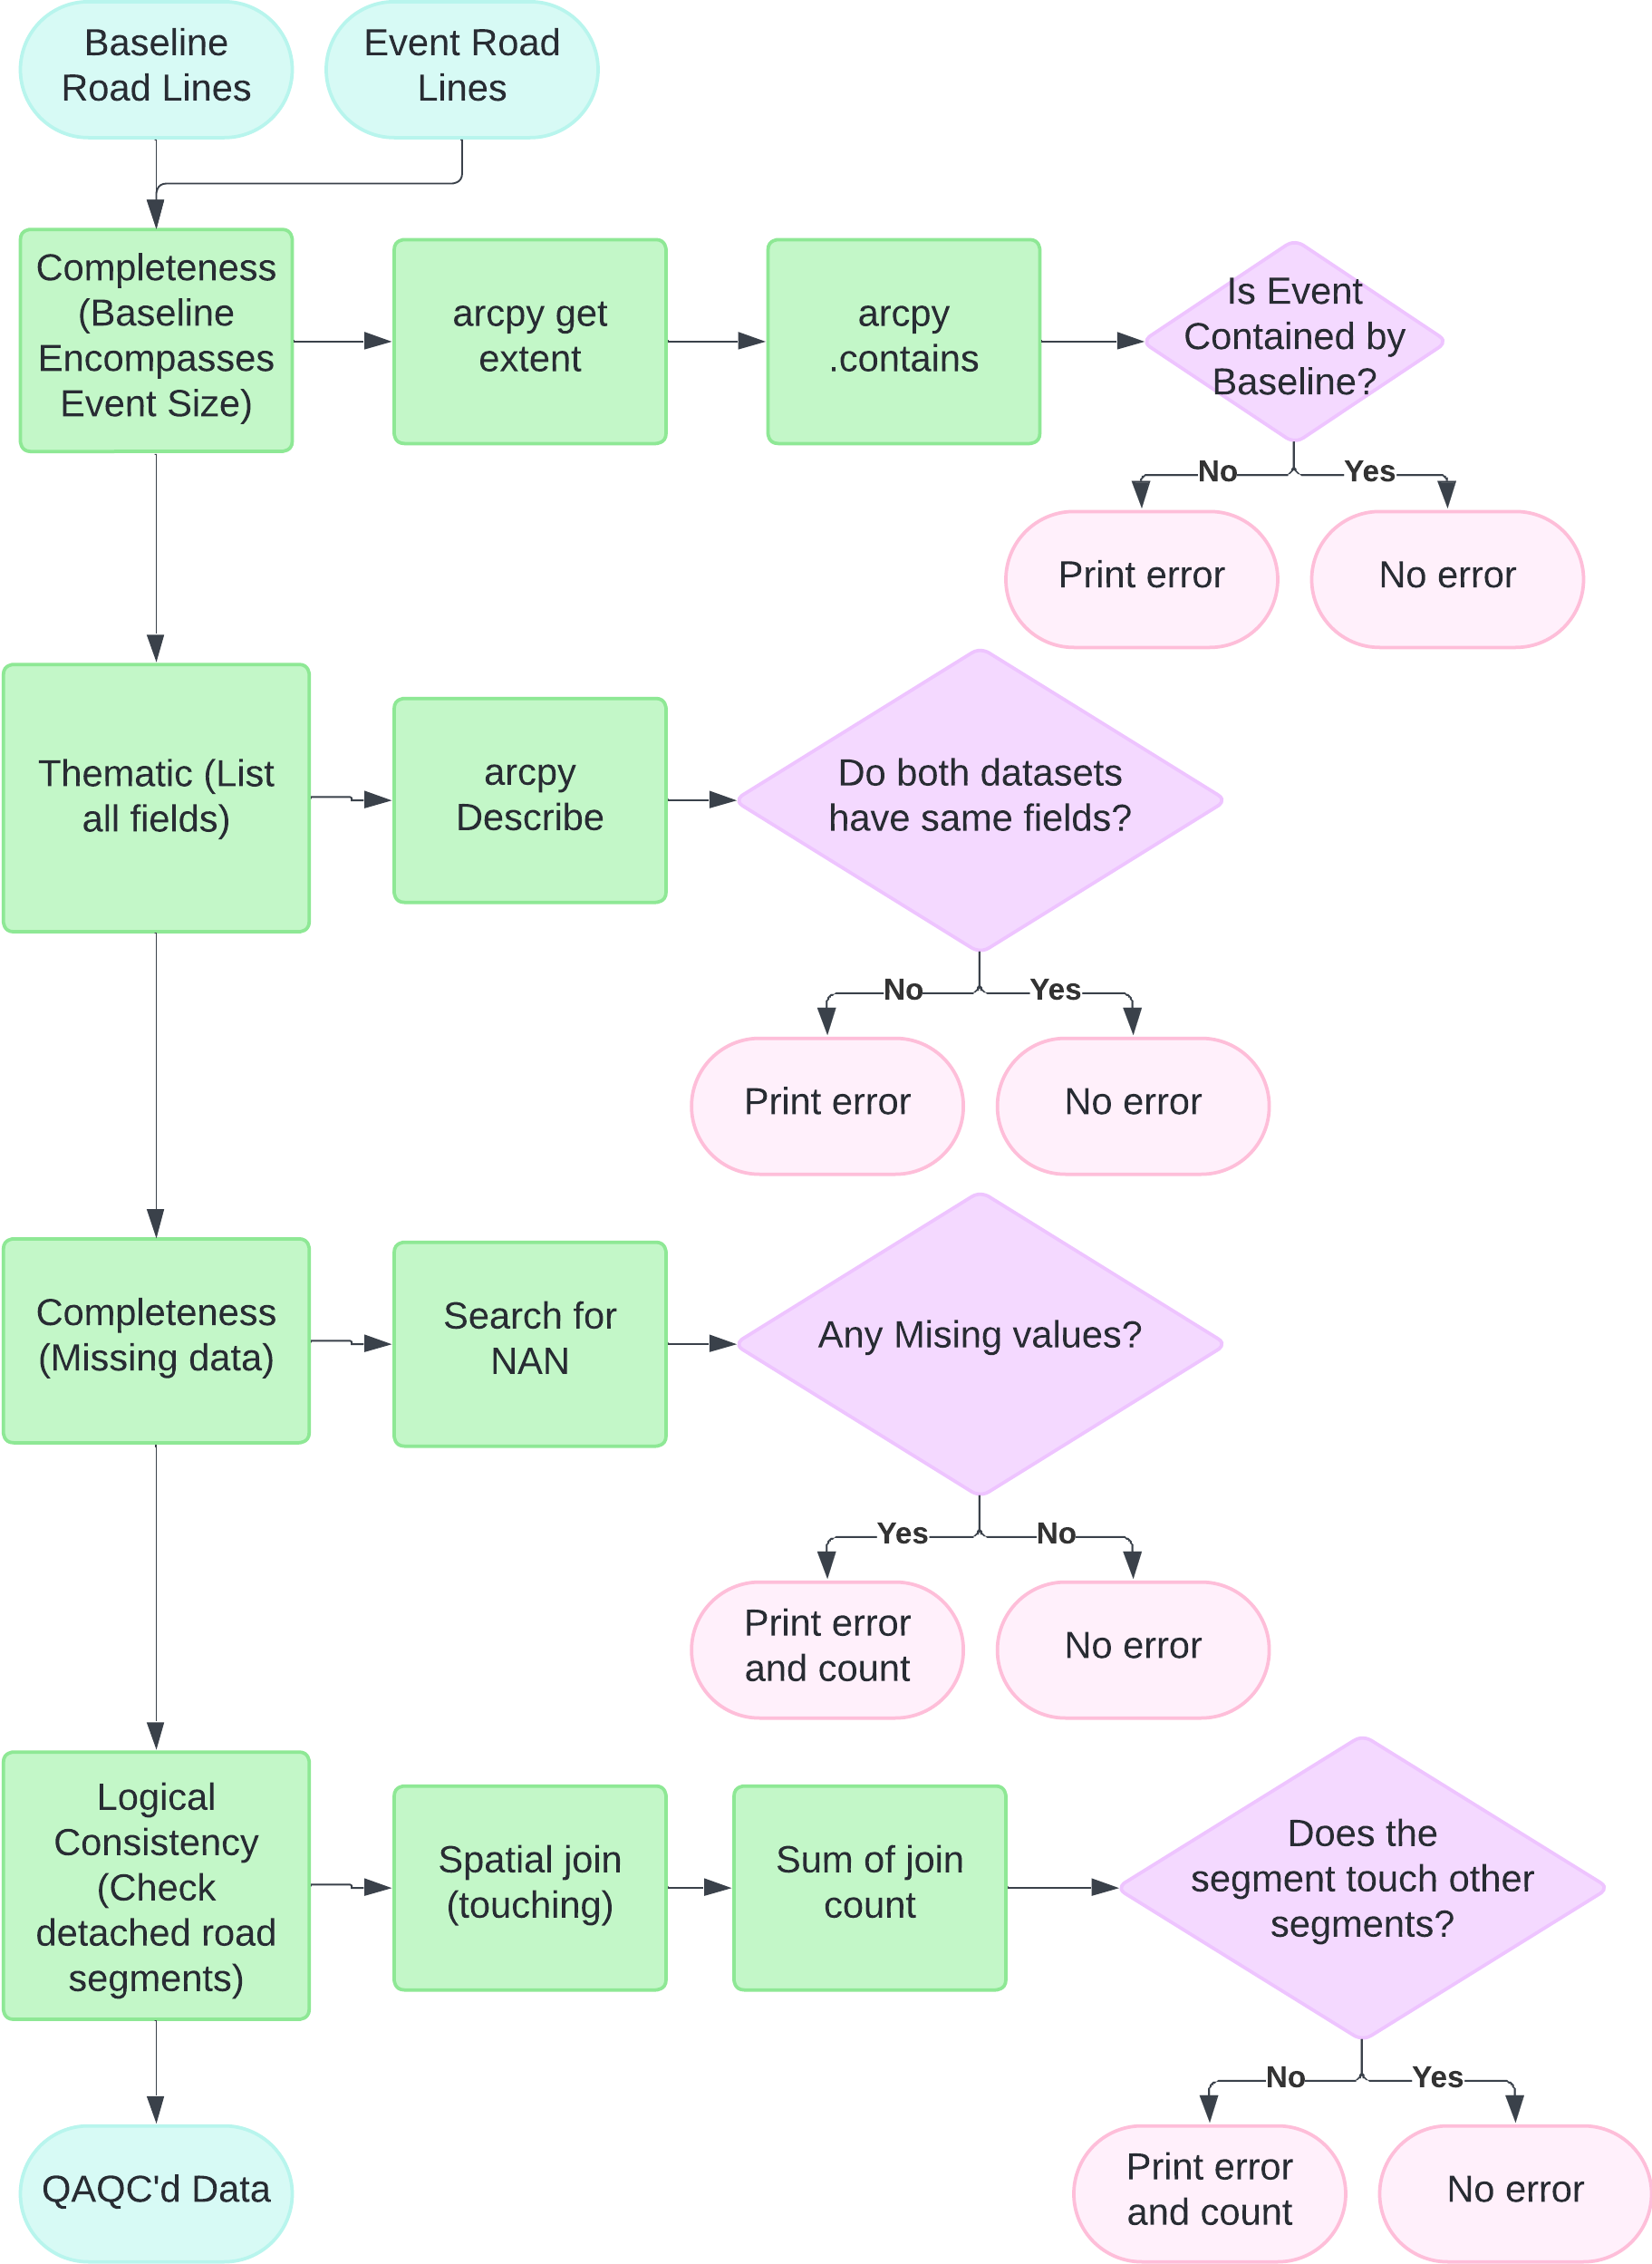 Baseline
Road Lines
Event Road
Lines
Completeness
(Baseline
Encompasses
Event Size)
arcpy get
extent
arcpy
.contains
Is Event
Contained by
Baseline?
No
Yes
Print error
No error
Thematic (List
all fields)
arcpy
Describe
Do both datasets
have same fields?
No
Yes
Print error
No error
Completeness
(Missing data)
Search for
NAN
Any Mising values?
Yes
No
Print error
and count
No error
Logical
Consistency
(Check
detached road
segments)
Spatial join
(touching)
Sum of join
count
Does the
segment touch other
segments?
No
Yes
Print error
and count
No error
QAQC'd Data